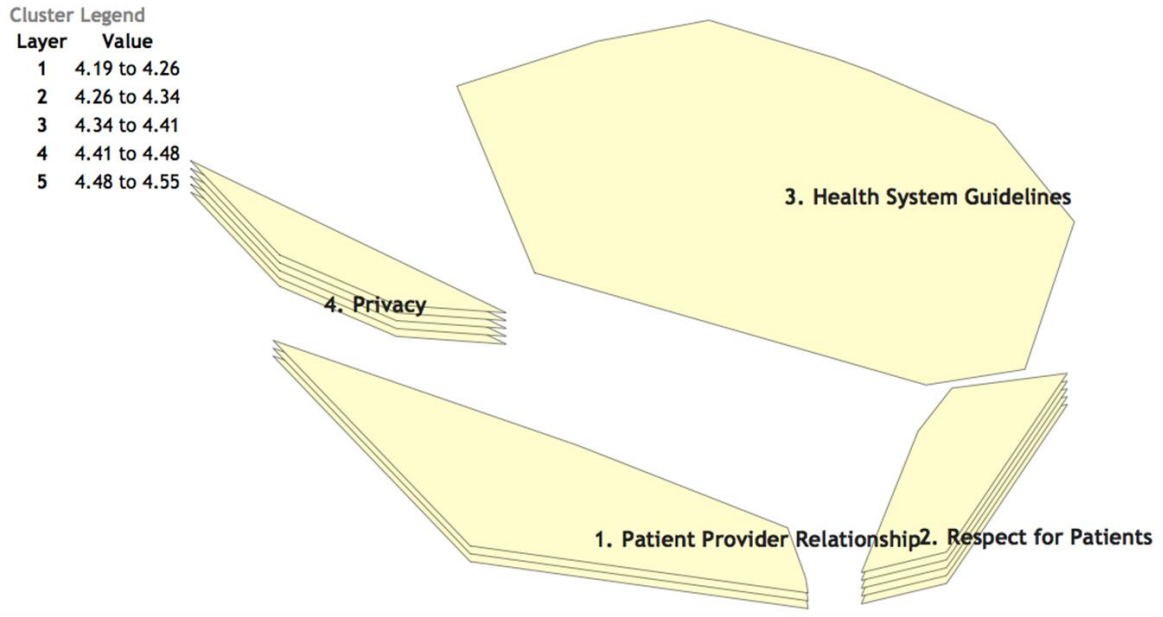 Cluster Legend
Layer Value
1 4.19 to 4.26
2 4.26 to 4.34
3 4.34 to 4.41
4 4.41 to 4.48
5 4.48 to 4.55
3. Health System Guidelines
4. Privacy
1. Patient Provider Relationship
2. Respect for Patients